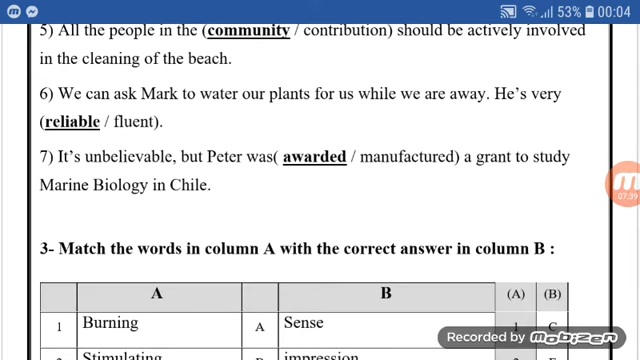 53% 00:04
5) All the people in the (community / contribution) should be actively involved
in the cleaning of the beach.
6) We can ask Mark to water our plants for us while we are away. He's very
(reliable / fluent).
7) It's unbelievable, but Peter was( awarded / manufactured) a grant to study
Marine Biology in Chile.
07:39
3- Match the words in column A with the correct answer in column B :
A B (A) (B)
1 Burning A Sense 1 C
Stimulating impression
Recorded by mobizen